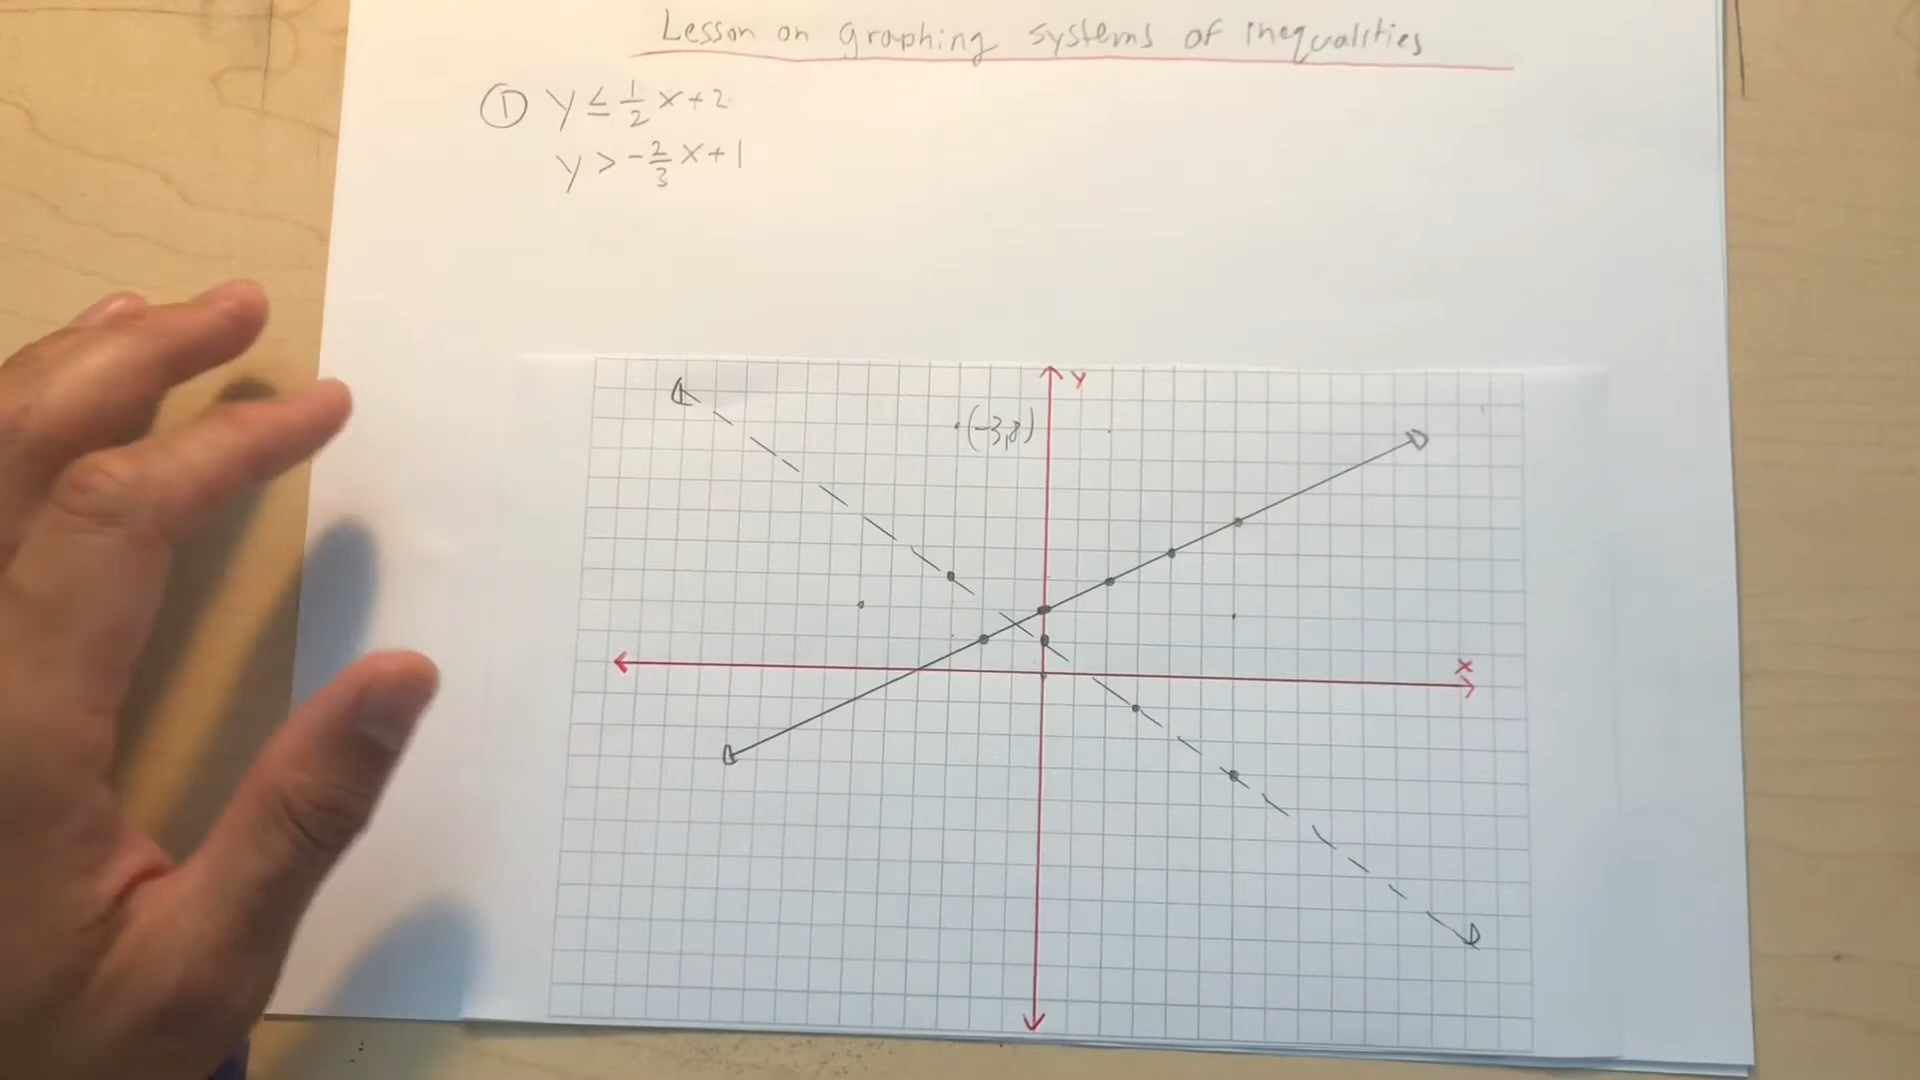 Lesson on graphing systems of inequalities
① y ≤ 1/2 x + 2
y > -2/3 x + 1
y
(-3,8)
x